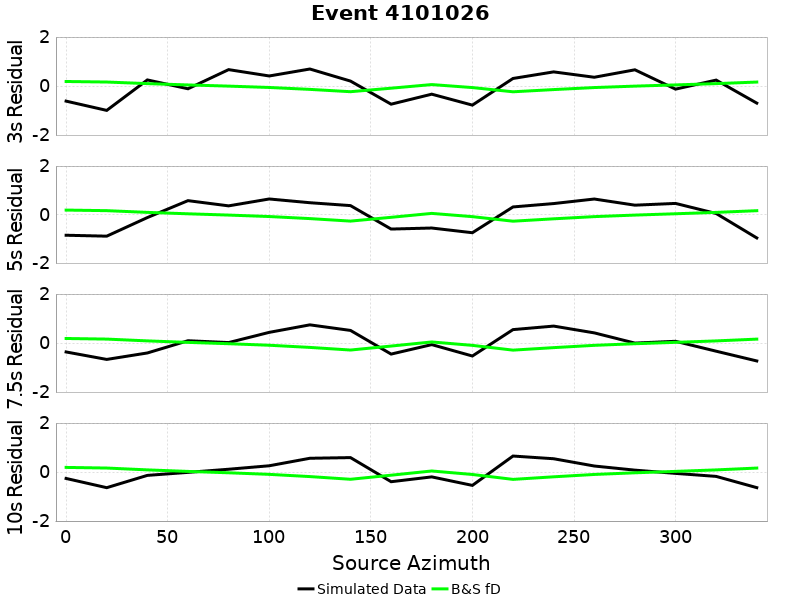 Event 4101026
3s Residual
2
0
-2
5s Residual
2
0
-2
7.5s Residual
2
0
-2
10s Residual
2
0
-2
0 50 100 150 200 250 300
Source Azimuth
Simulated Data B&S fD